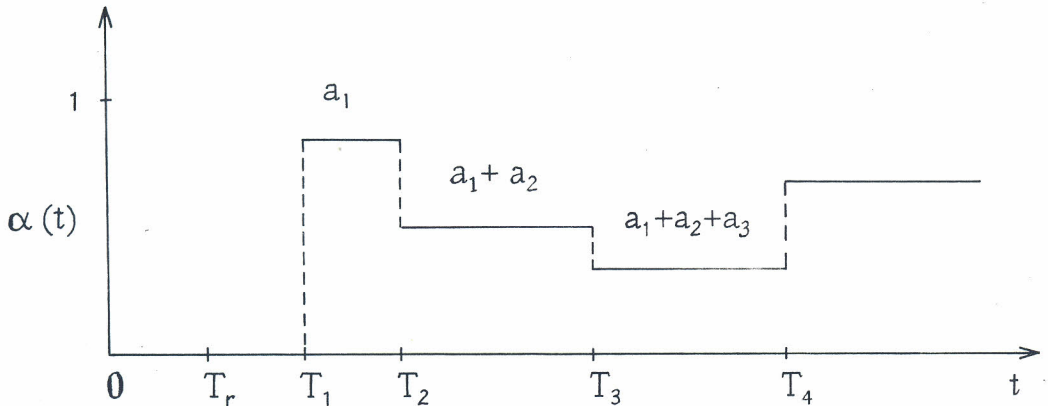 1
a₁
a₁+ a₂
α (t)
a₁+a₂+a₃
0 Tᵣ T₁ T₂ T₃ T₄ t